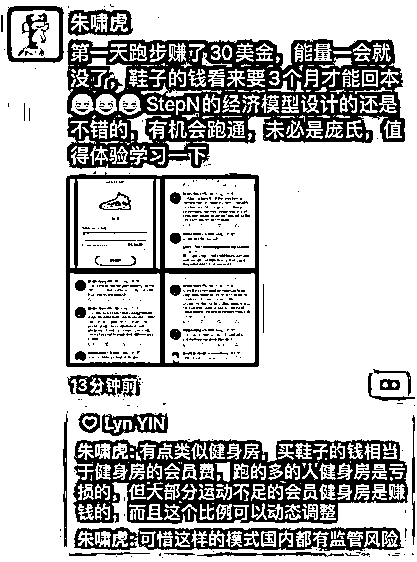 朱啸虎
第一天跑步赚了30美金，能量一会就
没了，鞋子的钱看来要3个月才能回本
😂😂😂 StepN的经济模型设计的还是
不错的，有机会跑通，未必是庞氏，值
得体验学习一下
13分钟前
Lyn YIN
朱啸虎: 有点类似健身房，买鞋子的钱相当
于健身房的会员费，跑的多的人健身房是亏
损的，但大部分运动不足的会员健身房是赚
钱的，而且这个比例可以动态调整
朱啸虎: 可惜这样的模式国内都有监管风险